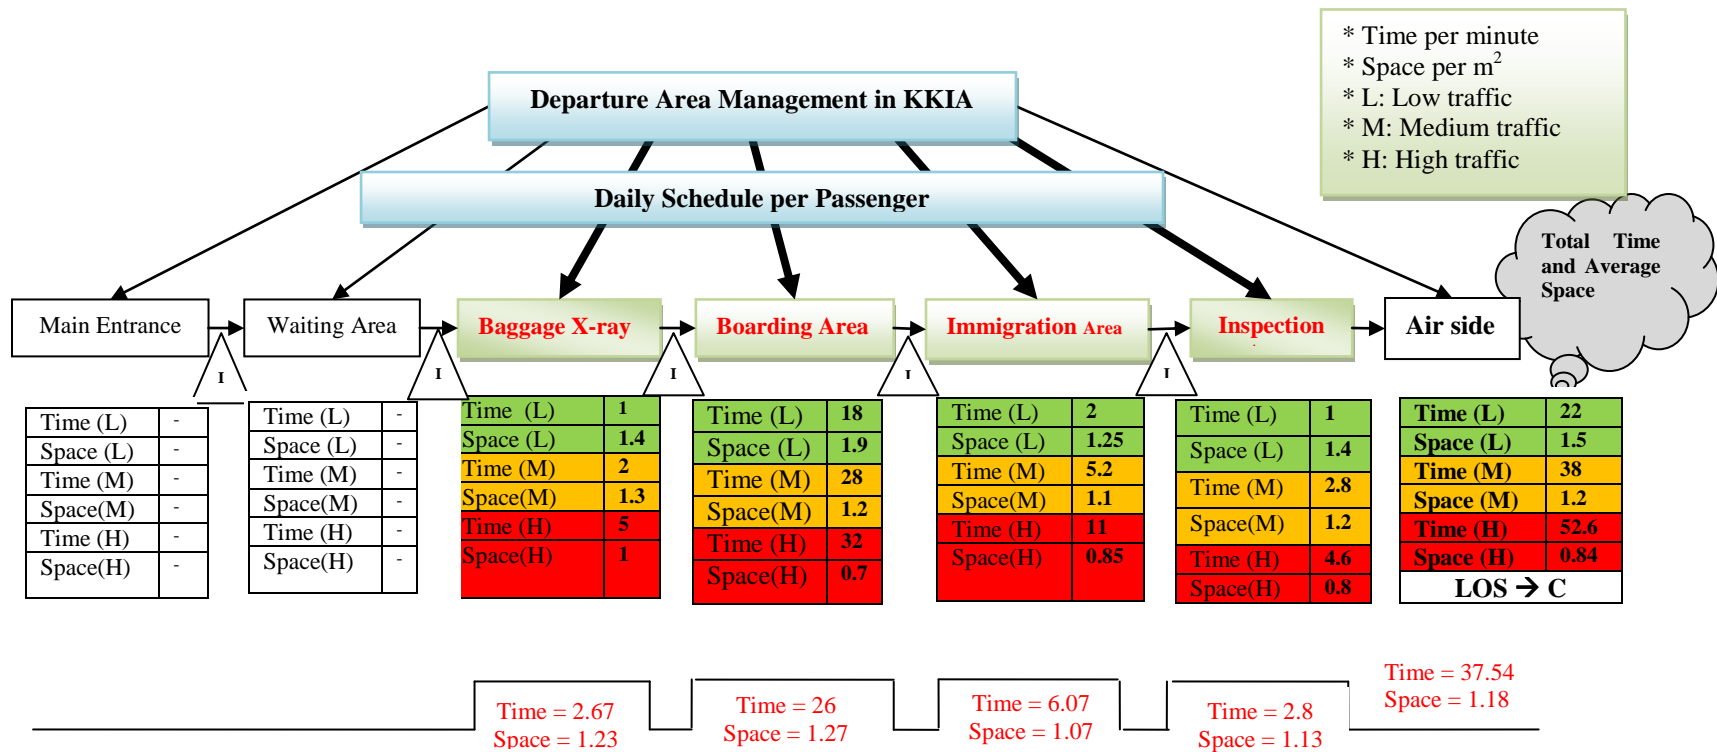 * Time per minute
* Space per m²
* L: Low traffic
* M: Medium traffic
* H: High traffic
Departure Area Management in KKIA
Daily Schedule per Passenger
Total Time
and Average
Space
Main Entrance
Waiting Area
Baggage X-ray
Boarding Area
Immigration Area
Inspection
Air side
I
I
I
I
I
Time (L) -
Space (L) -
Time (M) -
Space(M) -
Time (H) -
Space(H) -
Time (L) -
Space (L) -
Time (M) -
Space(M) -
Time (H) -
Space(H) -
Time (L) 1
Space (L) 1.4
Time (M) 2
Space(M) 1.3
Time (H) 5
Space(H) 1
Time (L) 18
Space (L) 1.9
Time (M) 28
Space(M) 1.2
Time (H) 32
Space(H) 0.7
Time (L) 2
Space (L) 1.25
Time (M) 5.2
Space(M) 1.1
Time (H) 11
Space(H) 0.85
Time (L) 1
Space (L) 1.4
Time (M) 2.8
Space(M) 1.2
Time (H) 4.6
Space(H) 0.8
Time (L) 22
Space (L) 1.5
Time (M) 38
Space (M) 1.2
Time (H) 52.6
Space (H) 0.84
LOS → C
Time = 2.67
Space = 1.23
Time = 26
Space = 1.27
Time = 6.07
Space = 1.07
Time = 2.8
Space = 1.13
Time = 37.54
Space = 1.18